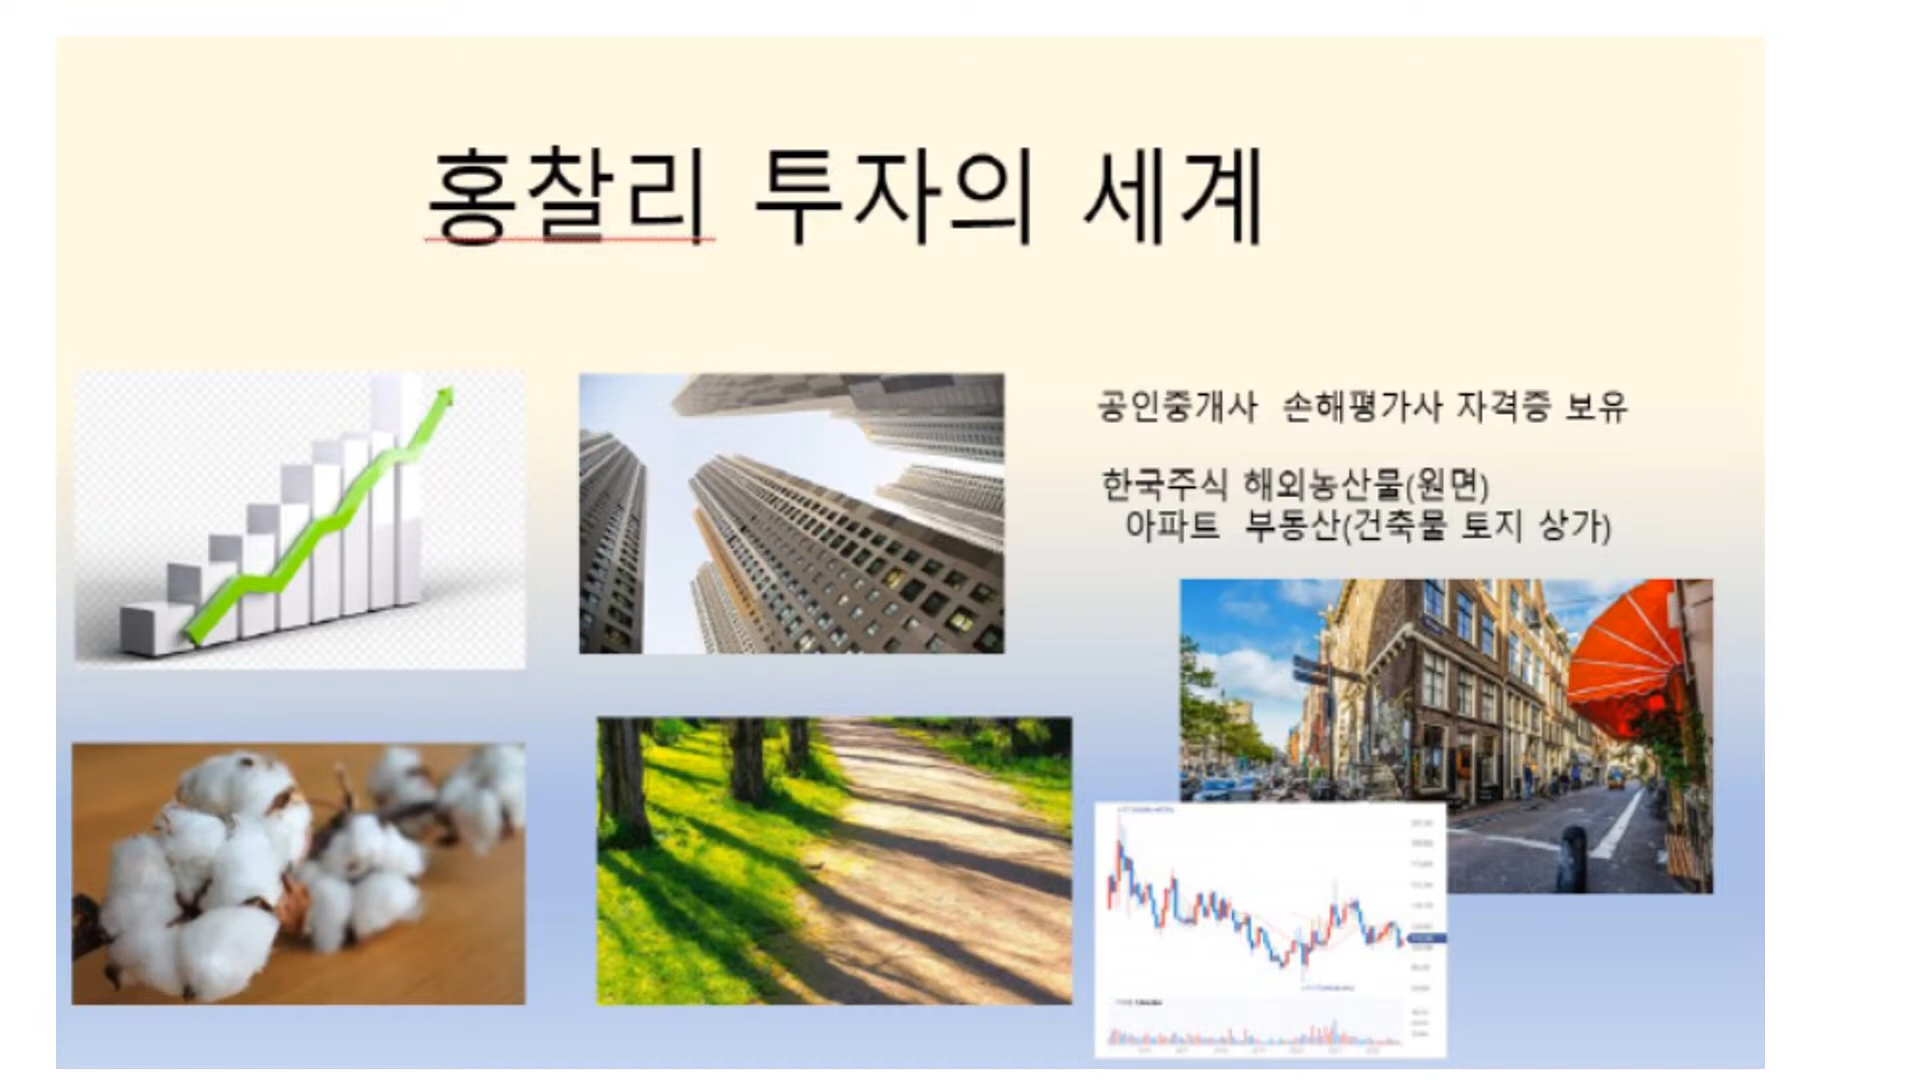 홍찰리 투자의 세계
공인중개사 손해평가사 자격증 보유
한국주식 해외농산물(원면)
아파트 부동산(건축물 토지 상가)